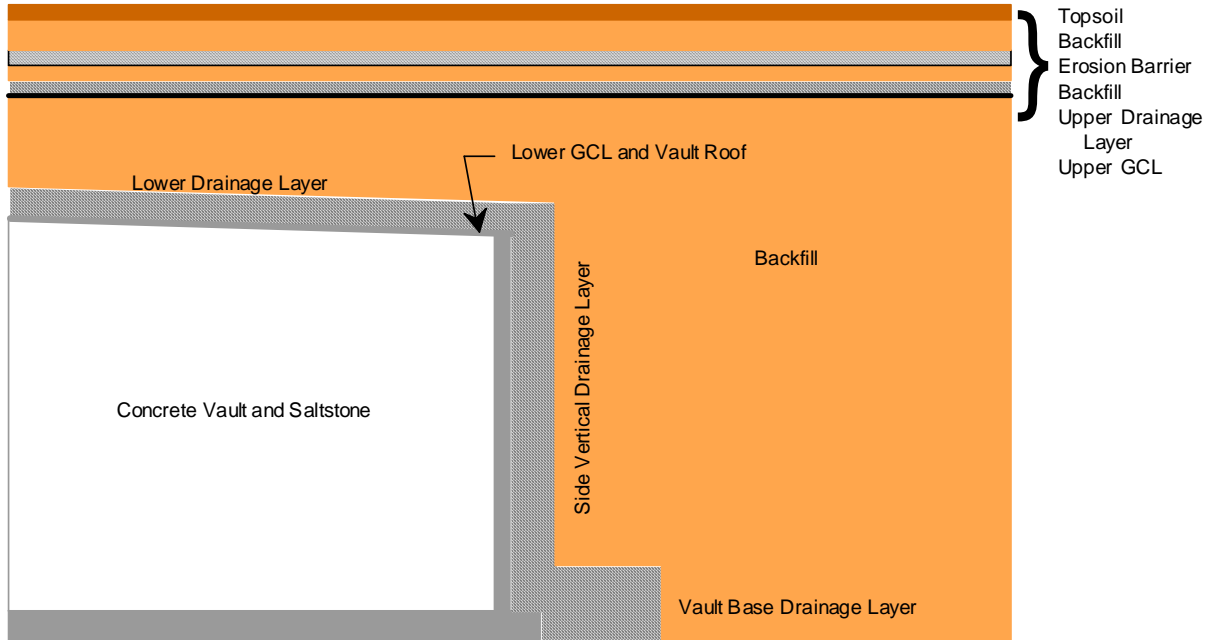 Topsoil
Backfill
Erosion Barrier
Backfill
Upper Drainage
Layer
Upper GCL
Lower GCL and Vault Roof
Lower Drainage Layer
Backfill
Side Vertical Drainage Layer
Concrete Vault and Saltstone
Vault Base Drainage Layer